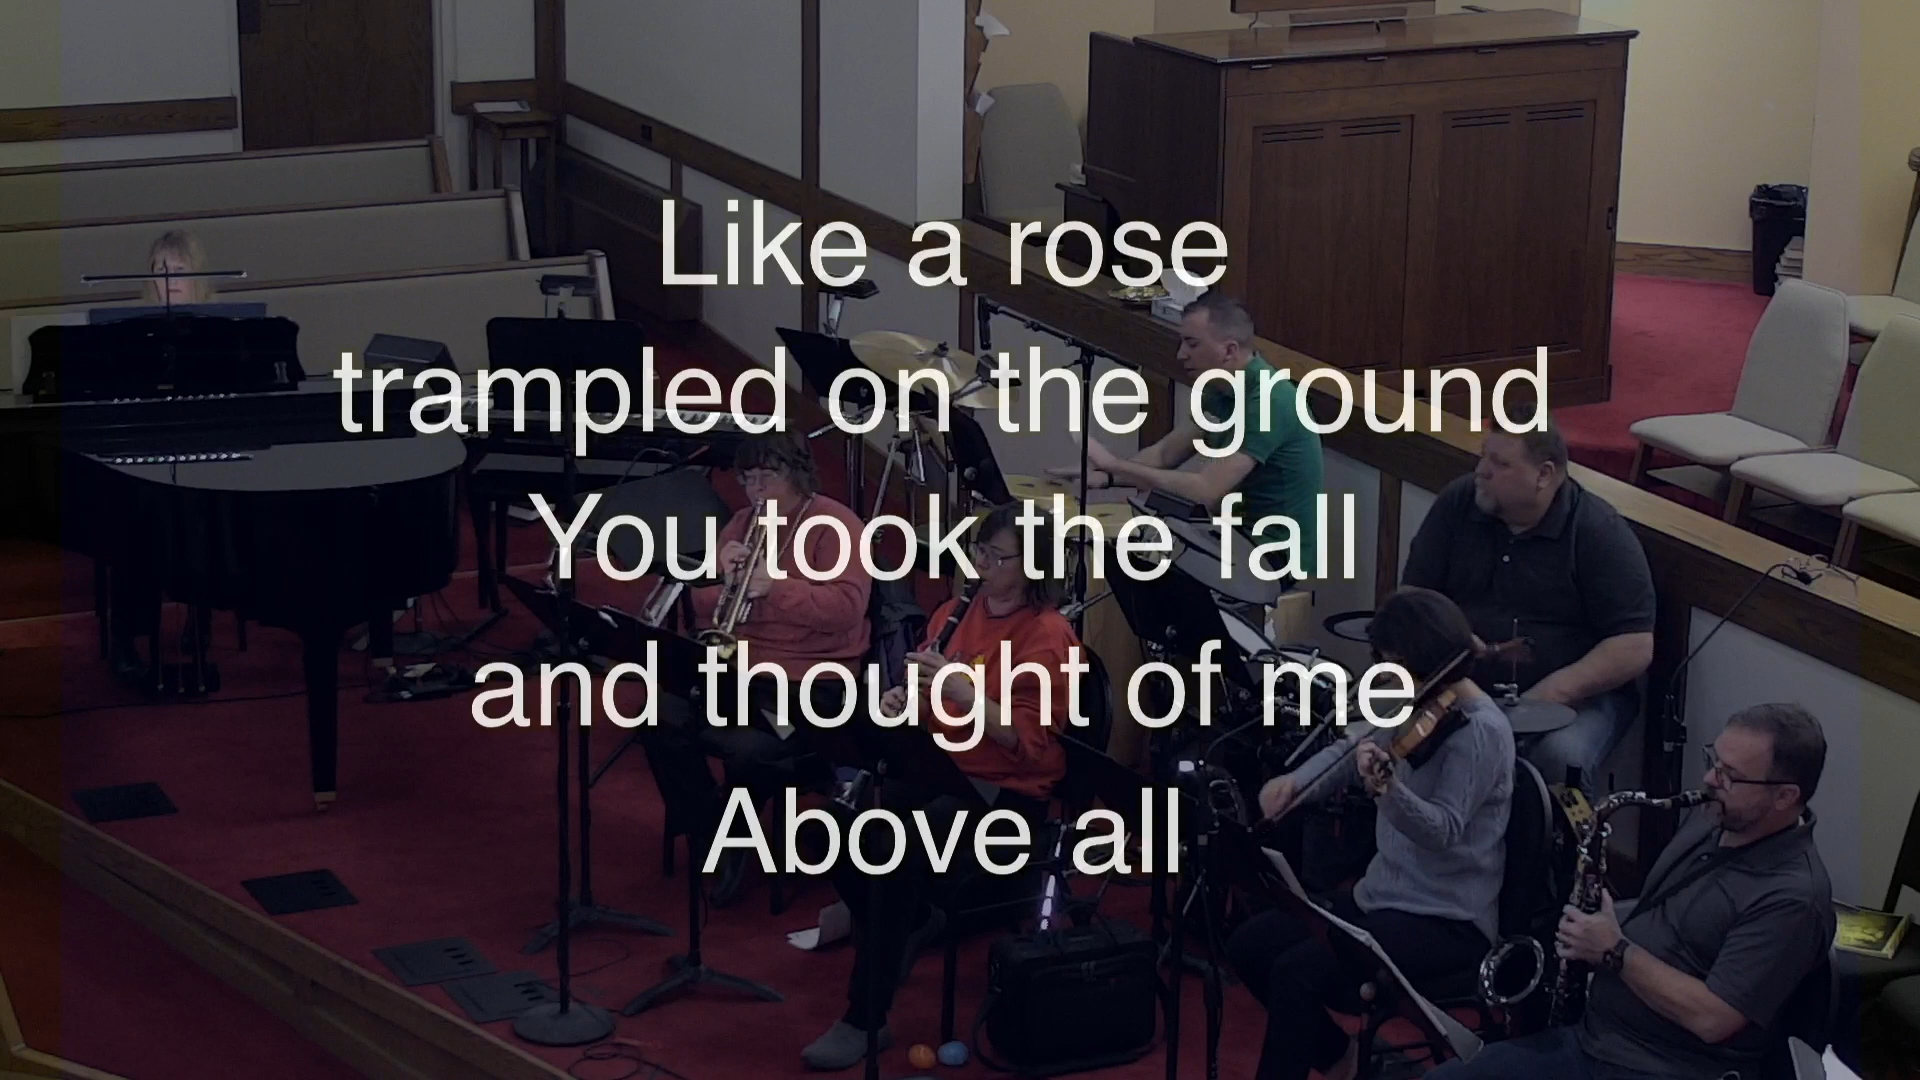 Like a rose
trampled on the ground
You took the fall
and thought of me
Above all